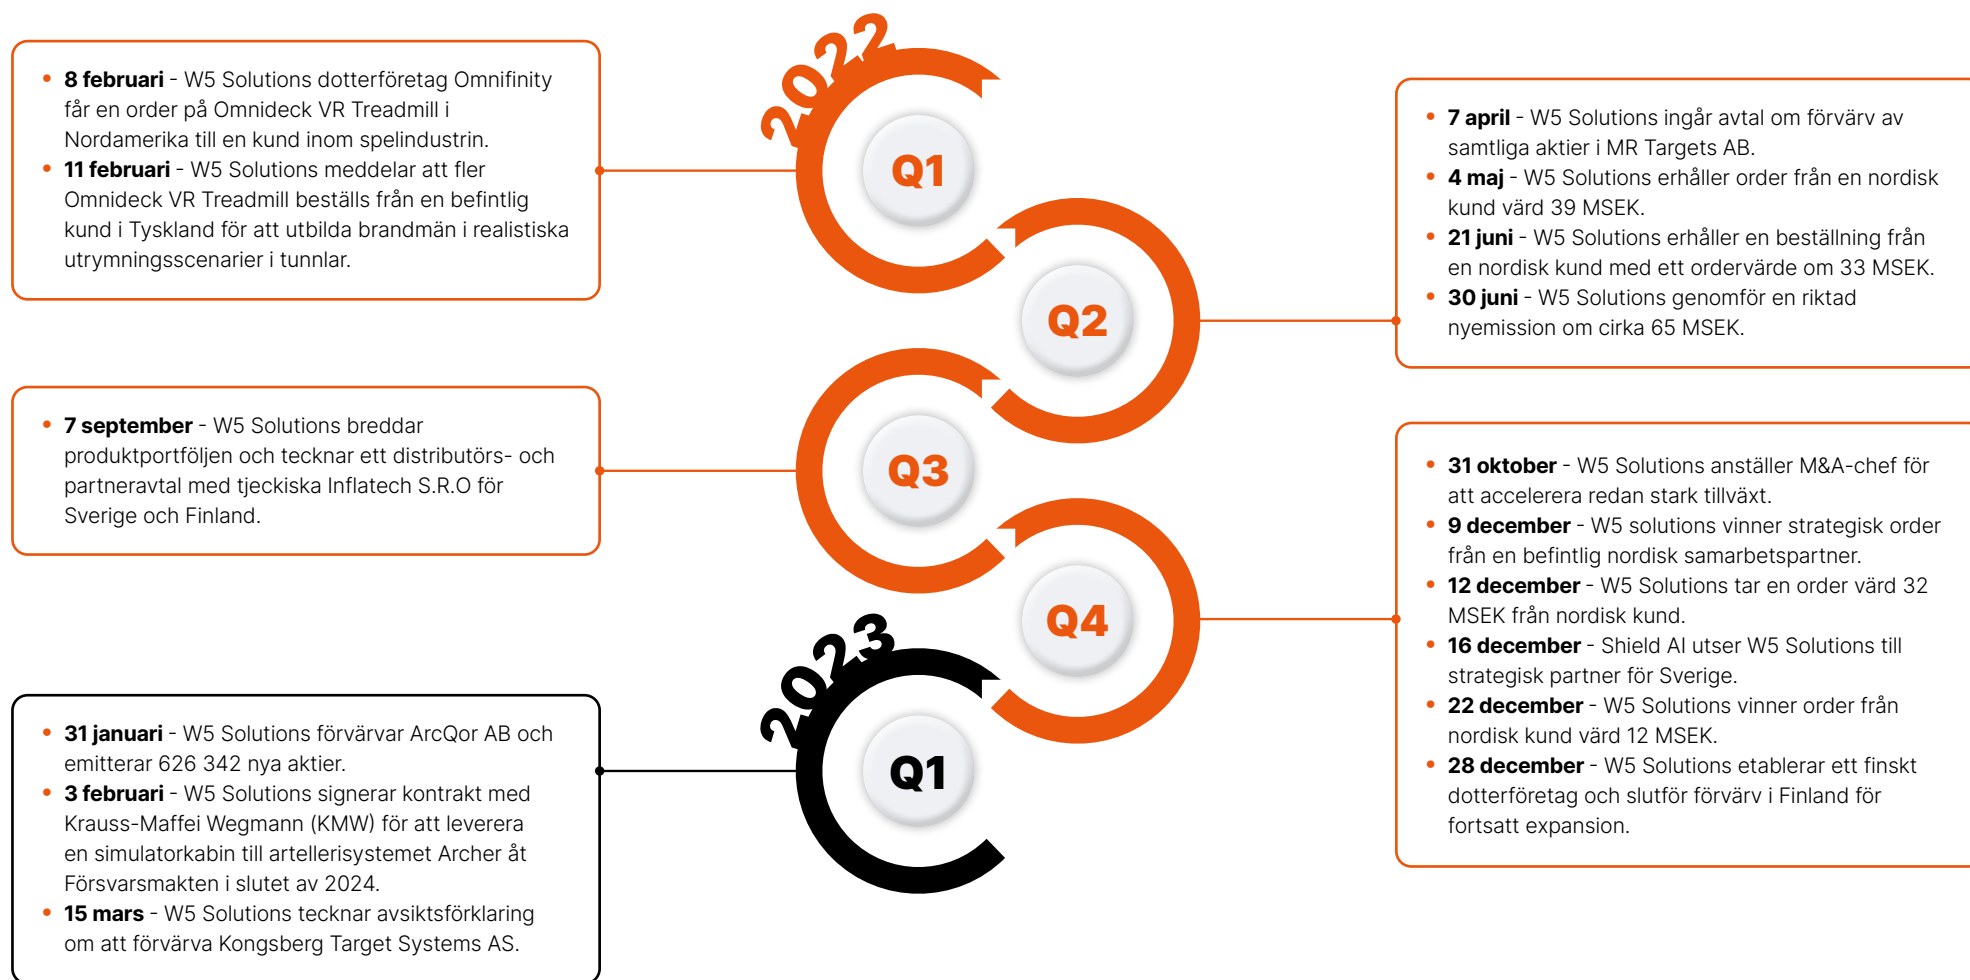 2022
Q1
• 8 februari - W5 Solutions dotterföretag Omnifinity
får en order på Omnideck VR Treadmill i
Nordamerika till en kund inom spelindustrin.
• 11 februari - W5 Solutions meddelar att fler
Omnideck VR Treadmill beställs från en befintlig
kund i Tyskland för att utbilda brandmän i realistiska
utrymningsscenarier i tunnlar.
Q2
• 7 april - W5 Solutions ingår avtal om förvärv av
samtliga aktier i MR Targets AB.
• 4 maj - W5 Solutions erhåller order från en nordisk
kund värd 39 MSEK.
• 21 juni - W5 Solutions erhåller en beställning från
en nordisk kund med ett ordervärde om 33 MSEK.
• 30 juni - W5 Solutions genomför en riktad
nyemission om cirka 65 MSEK.
Q3
• 7 september - W5 Solutions breddar
produktportföljen och tecknar ett distributörs- och
partneravtal med tjeckiska Inflatech S.R.O för
Sverige och Finland.
Q4
• 31 oktober - W5 Solutions anställer M&A-chef för
att accelerera redan stark tillväxt.
• 9 december - W5 solutions vinner strategisk order
från en befintlig nordisk samarbetspartner.
• 12 december - W5 Solutions tar en order värd 32
MSEK från nordisk kund.
• 16 december - Shield AI utser W5 Solutions till
strategisk partner för Sverige.
• 22 december - W5 Solutions vinner order från
nordisk kund värd 12 MSEK.
• 28 december - W5 Solutions etablerar ett finskt
dotterföretag och slutför förvärv i Finland för
fortsatt expansion.
2023
Q1
• 31 januari - W5 Solutions förvärvar ArcQor AB och
emitterar 626 342 nya aktier.
• 3 februari - W5 Solutions signerar kontrakt med
Krauss-Maffei Wegmann (KMW) för att leverera
en simulatorkabin till artellerisystemet Archer åt
Försvarsmakten i slutet av 2024.
• 15 mars - W5 Solutions tecknar avsiktsförklaring
om att förvärva Kongsberg Target Systems AS.